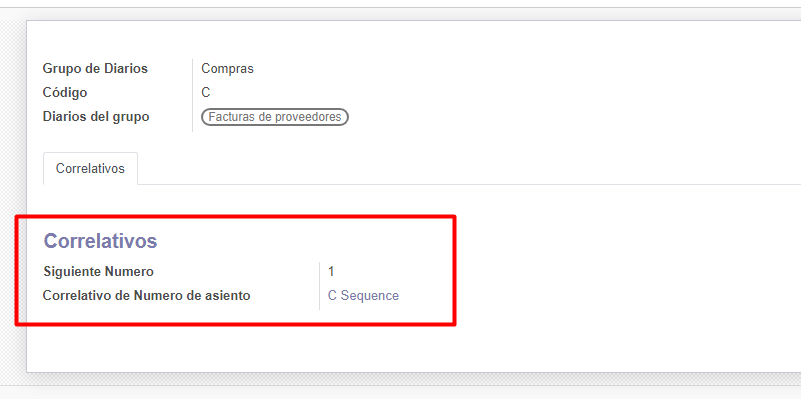 Grupo de Diarios Compras
Código C
Diarios del grupo Facturas de proveedores
Correlativos
Correlativos
Siguiente Numero 1
Correlativo de Numero de asiento C Sequence